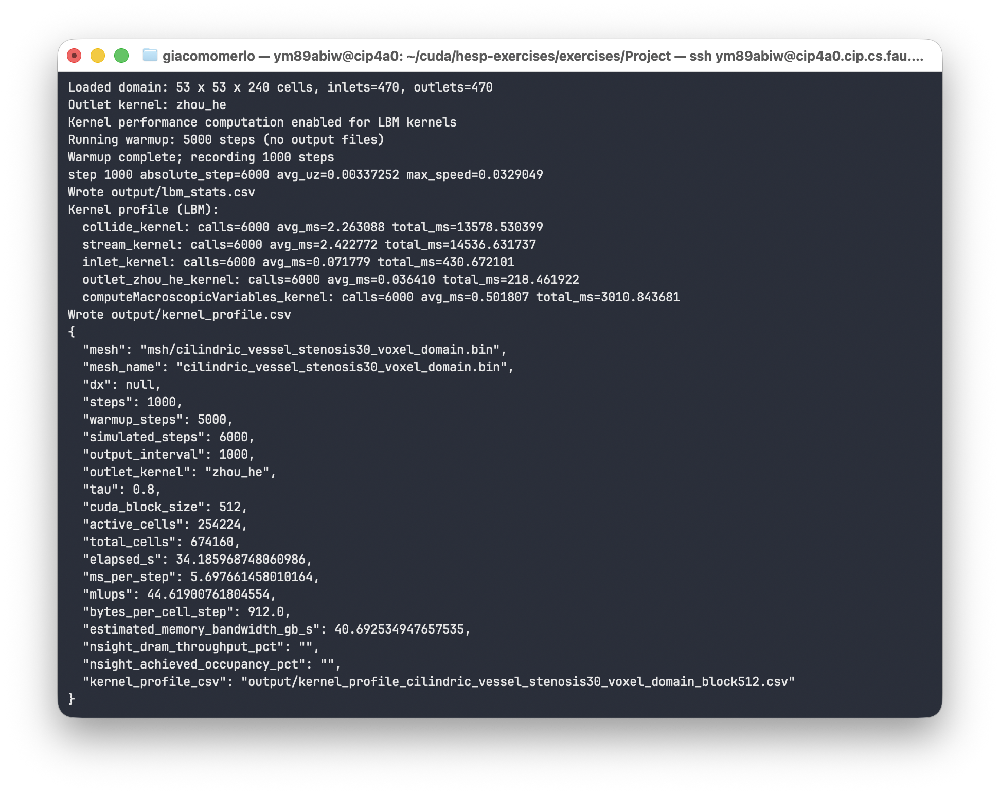 giacomomerlo — ym89abiw@cip4a0: ~/cuda/hesp-exercises/exercises/Project — ssh ym89abiw@cip4a0.cip.cs.fau....
Loaded domain: 53 x 53 x 240 cells, inlets=470, outlets=470
Outlet kernel: zhou_he
Kernel performance computation enabled for LBM kernels
Running warmup: 5000 steps (no output files)
Warmup complete; recording 1000 steps
step 1000 absolute_step=6000 avg_uz=0.00337252 max_speed=0.0329049
Wrote output/lbm_stats.csv
Kernel profile (LBM):
  collide_kernel: calls=6000 avg_ms=2.263088 total_ms=13578.530399
  stream_kernel: calls=6000 avg_ms=2.422772 total_ms=14536.631737
  inlet_kernel: calls=6000 avg_ms=0.071779 total_ms=430.672101
  outlet_zhou_he_kernel: calls=6000 avg_ms=0.036410 total_ms=218.461922
  computeMacroscopicVariables_kernel: calls=6000 avg_ms=0.501807 total_ms=3010.843681
Wrote output/kernel_profile.csv
{
  "mesh": "msh/cilindric_vessel_stenosis30_voxel_domain.bin",
  "mesh_name": "cilindric_vessel_stenosis30_voxel_domain.bin",
  "dx": null,
  "steps": 1000,
  "warmup_steps": 5000,
  "simulated_steps": 6000,
  "output_interval": 1000,
  "outlet_kernel": "zhou_he",
  "tau": 0.8,
  "cuda_block_size": 512,
  "active_cells": 254224,
  "total_cells": 674160,
  "elapsed_s": 34.185968748060986,
  "ms_per_step": 5.697661458010164,
  "mlups": 44.61900761804554,
  "bytes_per_cell_step": 912.0,
  "estimated_memory_bandwidth_gb_s": 40.692534947657535,
  "nsight_dram_throughput_pct": "",
  "nsight_achieved_occupancy_pct": "",
  "kernel_profile_csv": "output/kernel_profile_cilindric_vessel_stenosis30_voxel_domain_block512.csv"
}